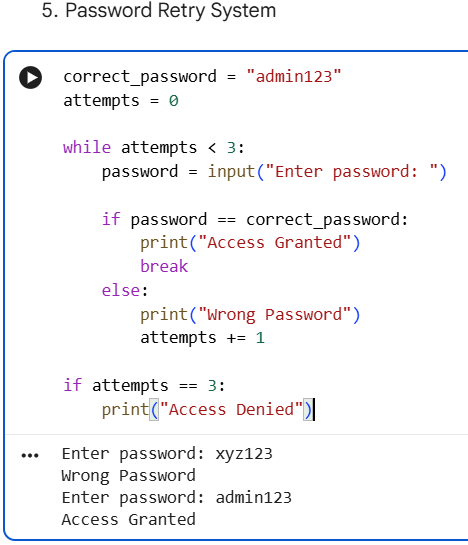 5. Password Retry System
correct_password = "admin123"
attempts = 0
while attempts < 3:
    password = input("Enter password: ")
    if password == correct_password:
        print("Access Granted")
        break
    else:
        print("Wrong Password")
        attempts += 1
if attempts == 3:
    print("Access Denied")
Enter password: xyz123
Wrong Password
Enter password: admin123
Access Granted